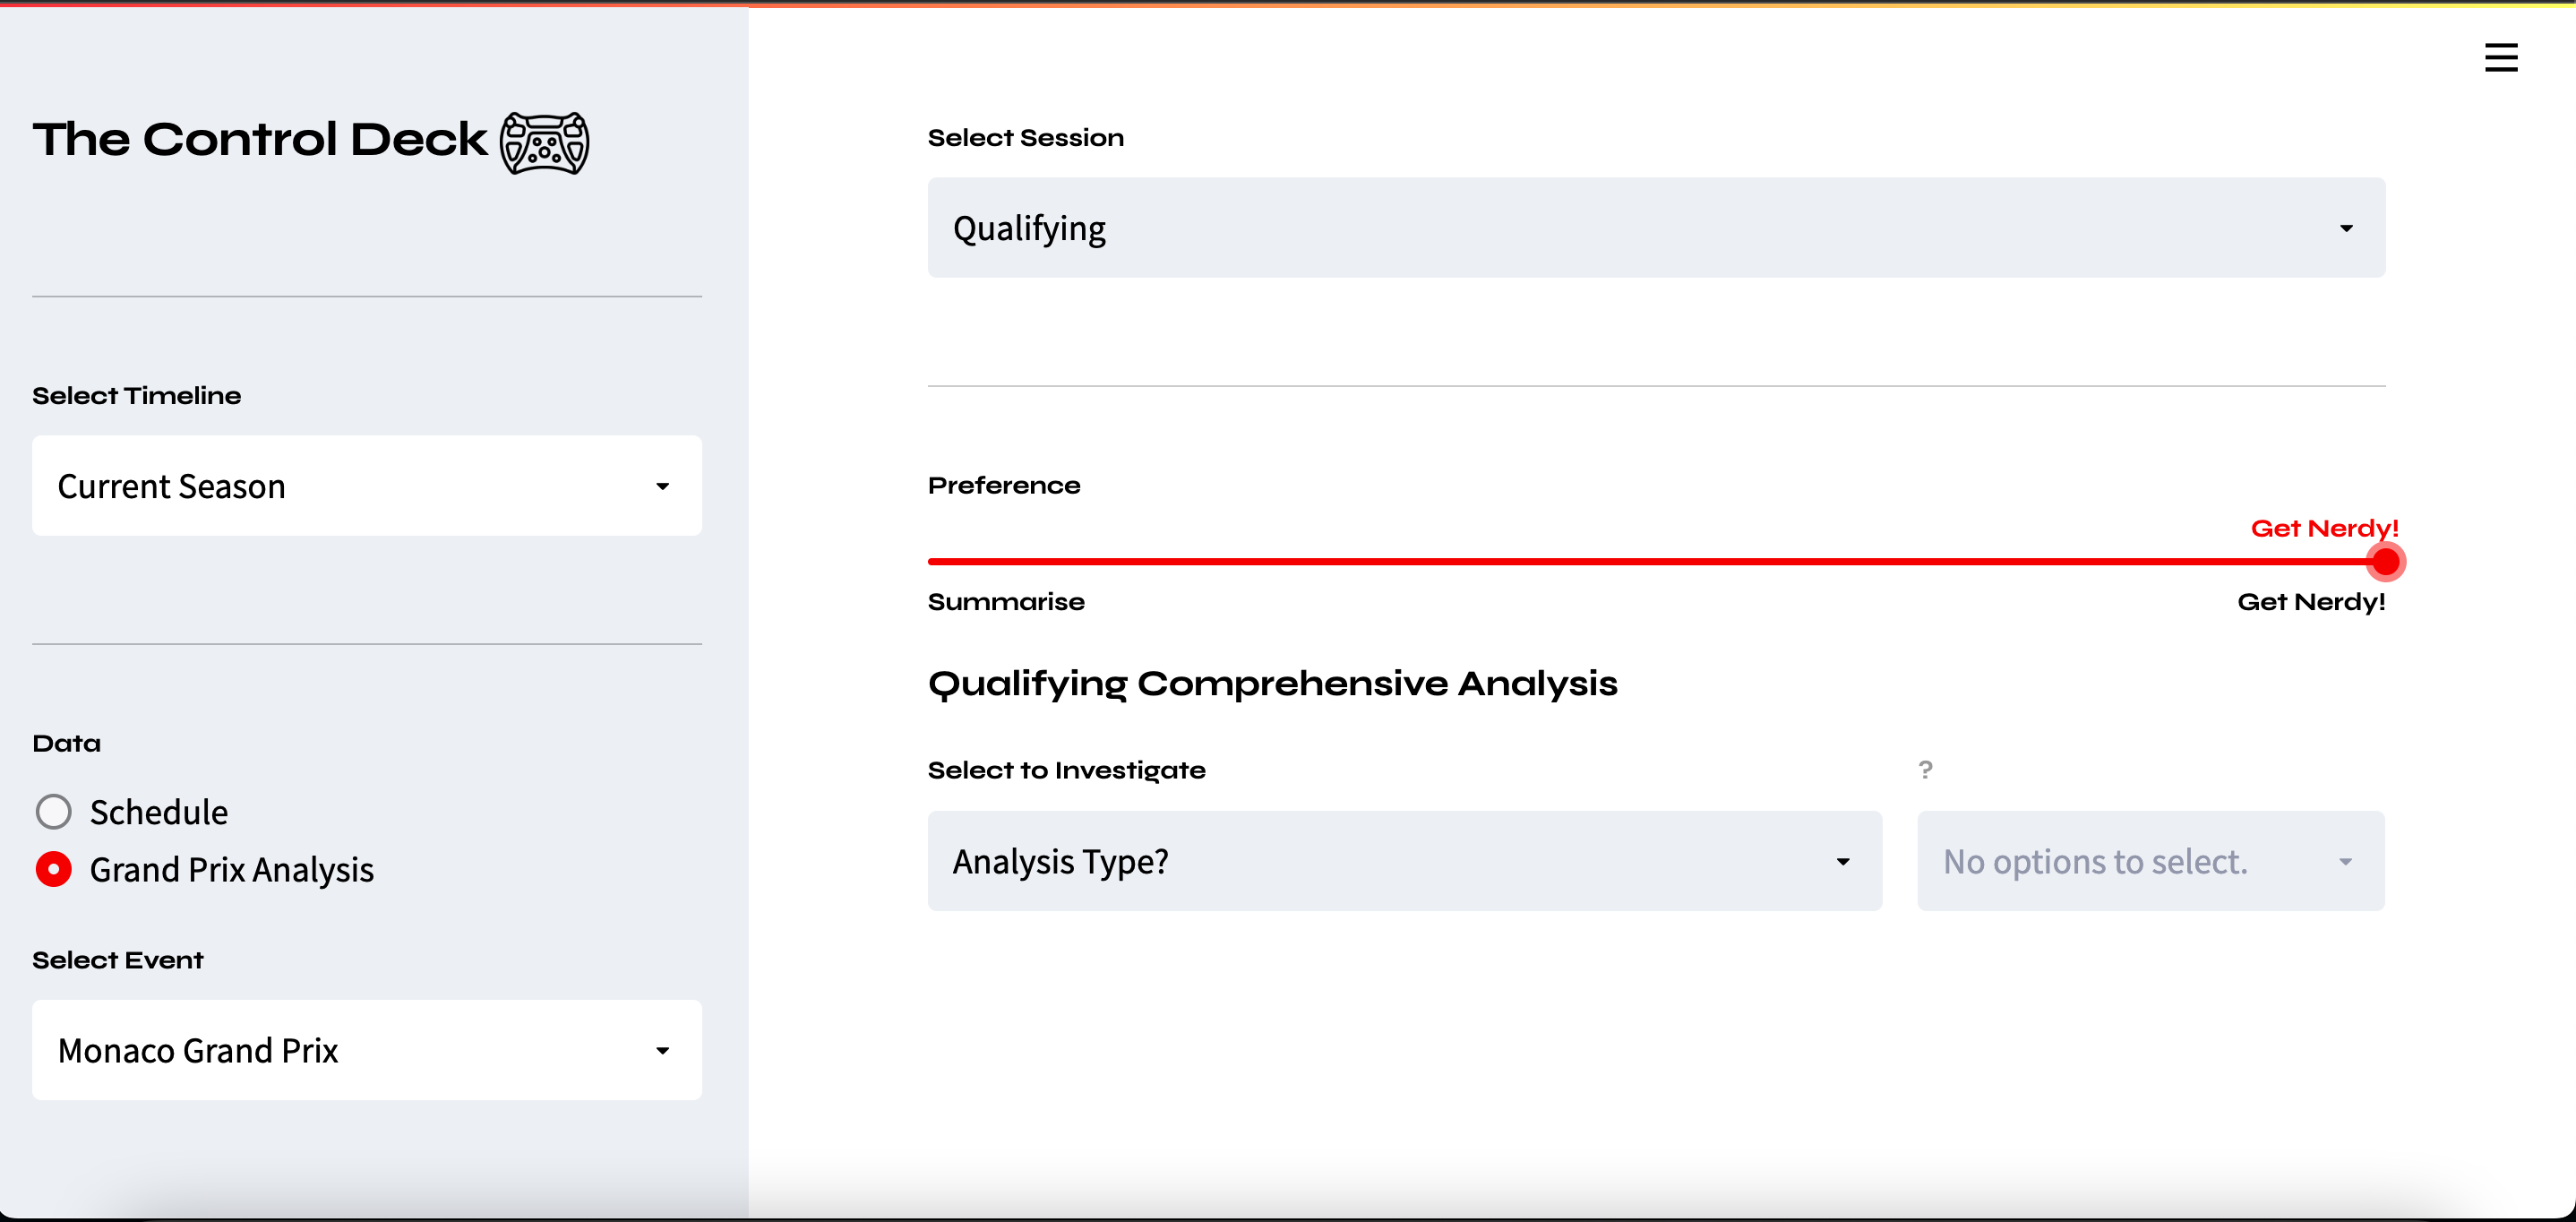 The Control Deck
Select Timeline
Current Season
Data
Schedule
Grand Prix Analysis
Select Event
Monaco Grand Prix
Select Session
Qualifying
Preference
Get Nerdy!
Summarise
Get Nerdy!
Qualifying Comprehensive Analysis
Select to Investigate
Analysis Type?
?
No options to select.